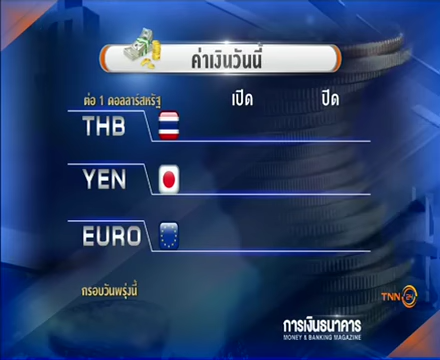 ค่าเงินวันนี้
ต่อ 1 ดอลลาร์สหรัฐ เปิด ปิด
THB
YEN
EURO
กรอบวันพรุ่งนี้
TNN 24
การเงินธนาคาร
MONEY & BANKING MAGAZINE